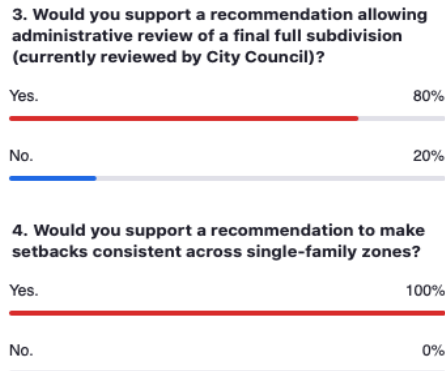 3. Would you support a recommendation allowing
administrative review of a final full subdivision
(currently reviewed by City Council)?
Yes. 80%
No. 20%
4. Would you support a recommendation to make
setbacks consistent across single-family zones?
Yes. 100%
No. 0%